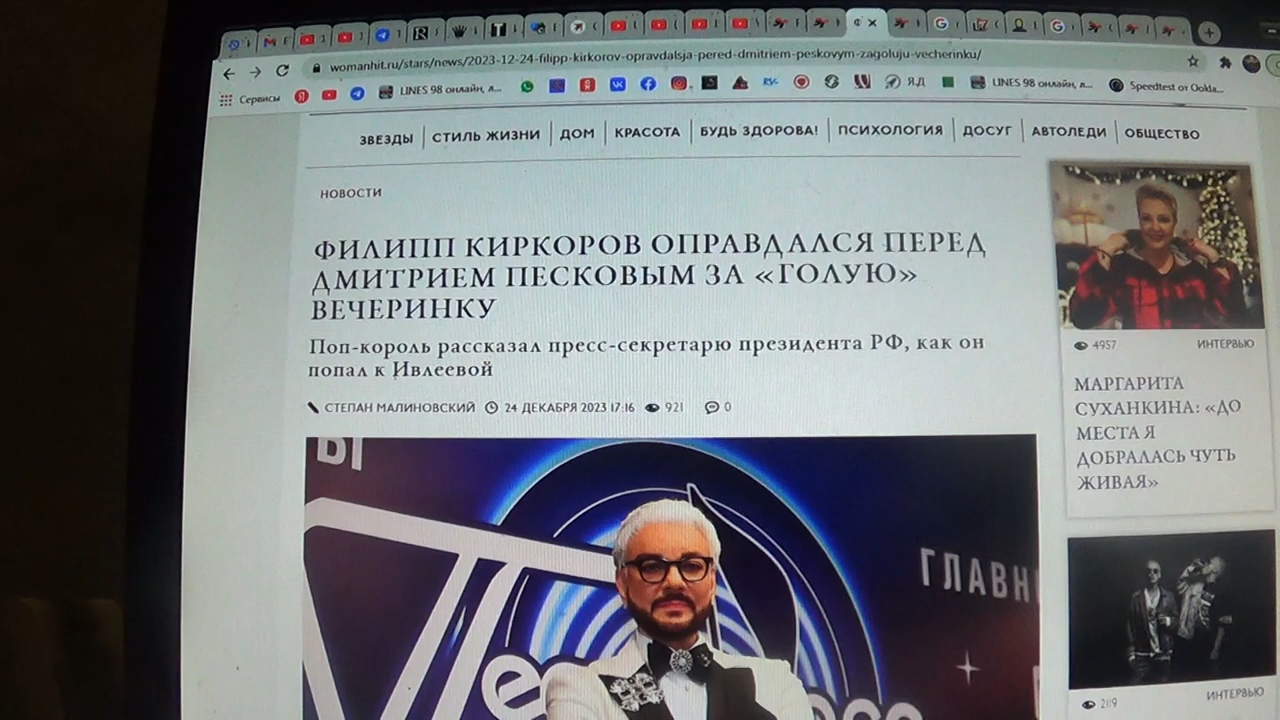 womanhit.ru/stars/news/2023-12-24-filipp-kirkorov-opravdalsja-pered-dmitriem-peskovym-zagoluju-vecherinku/
Сервисы
LINES 98 онлайн, л...
Я.Д
LINES 98 онлайн, л...
Speedtest от Ookla...
ЗВЕЗДЫ СТИЛЬ ЖИЗНИ ДОМ КРАСОТА БУДЬ ЗДОРОВА! ПСИХОЛОГИЯ ДОСУГ АВТОЛЕДИ ОБЩЕСТВО
НОВОСТИ
ФИЛИПП КИРКОРОВ ОПРАВДАЛСЯ ПЕРЕД
ДМИТРИЕМ ПЕСКОВЫМ ЗА «ГОЛУЮ»
ВЕЧЕРИНКУ
Поп-король рассказал пресс-секретарю президента РФ, как он
попал к Ивлеевой
СТЕПАН МАЛИНОВСКИЙ 24 ДЕКАБРЯ 2023 17:16 921 0
ГЛАВН
4957 ИНТЕРВЬЮ
МАРГАРИТА
СУХАНКИНА: «ДО
МЕСТА Я
ДОБРАЛАСЬ ЧУТЬ
ЖИВАЯ»
2119 ИНТЕРВЬЮ